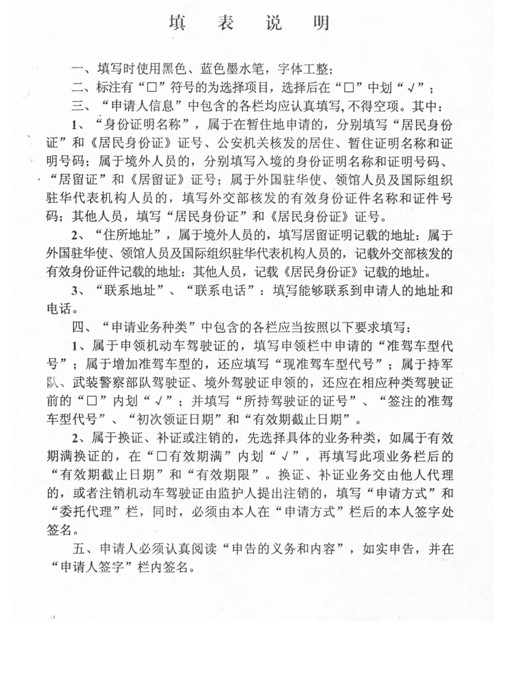 填 表 说 明
一、填写时使用黑色、蓝色墨水笔，字体工整；
二、标注有“□”符号的为选择项目，选择后在“□”中划“√”；
三、“申请人信息”中包含的各栏均应认真填写，不得空项。其中：
1、“身份证明名称”，属于在暂住地申请的，分别填写“居民身份
证”和《居民身份证》证号、公安机关核发的居住、暂住证明名称和证
明号码；属于境外人员的，分别填写入境的身份证明名称和证明号码、
“居留证”和《居留证》证号；属于外国驻华使、领馆人员及国际组织
驻华代表机构人员的，填写外交部核发的有效身份证件名称和证件号
码；其他人员，填写“居民身份证”和《居民身份证》证号。
2、“住所地址”，属于境外人员的，填写居留证明记载的地址：属于
外国驻华使、领馆人员及国际组织驻华代表机构人员的，记载外交部核发的
有效身份证件记载的地址：其他人员，记载《居民身份证》记载的地址。
3、“联系地址”、“联系电话”：填写能够联系到申请人的地址和
电话。
四、“申请业务种类”中包含的各栏应当按照以下要求填写：
1、属于申领机动车驾驶证的，填写申领栏中申请的“准驾车型代
号”；属于增加准驾车型的，还应填写“现准驾车型代号”；属于持军
队、武装警察部队驾驶证、境外驾驶证申领的，还应在相应种类驾驶证
前的“□”内划“√”；并填写“所持驾驶证的证号”、“签注的准驾
车型代号”、“初次领证日期”和“有效期截止日期”。
2、属于换证、补证或注销的，先选择具体的业务种类，如属于有效
期满换证的，在“□有效期满”内划“√”，再填写此项业务栏后的
“有效期截止日期”和“有效期限”。换证、补证业务交由他人代理
的，或者注销机动车驾驶证由监护人提出注销的，填写“申请方式”和
“委托代理”栏，同时，必须由本人在“申请方式”栏后的本人签字处
签名。
五、申请人必须认真阅读“申告的义务和内容”，如实申告，并在
“申请人签字”栏内签名。